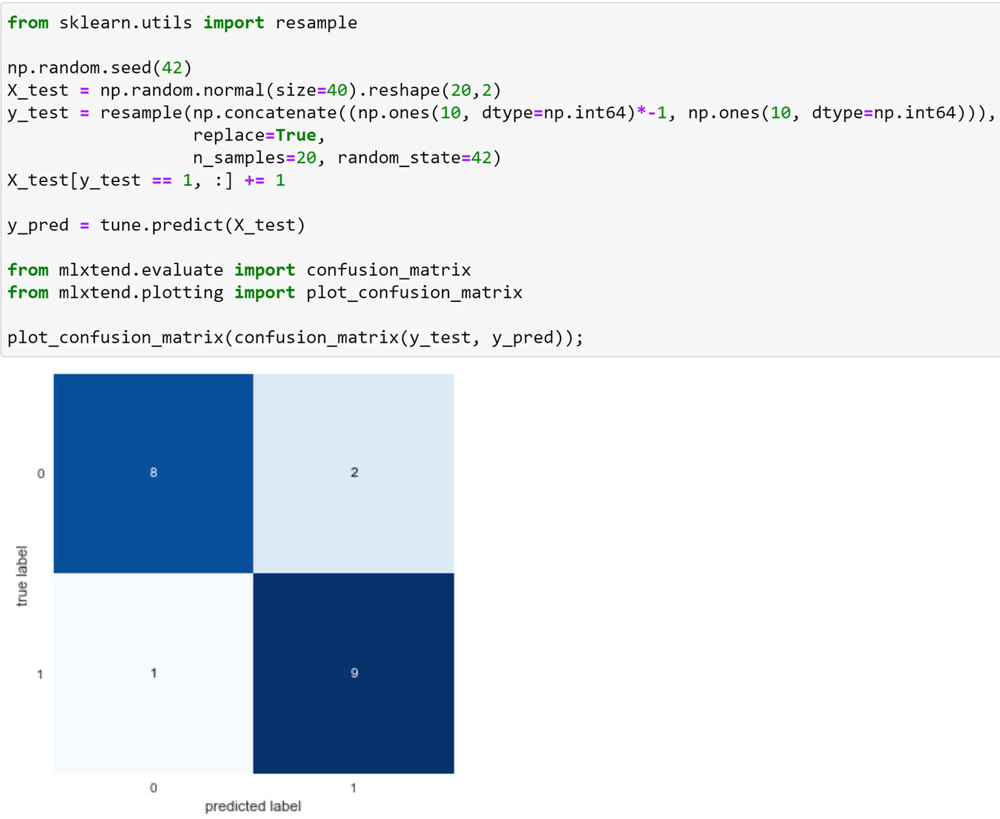 from sklearn.utils import resample
np.random.seed(42)
X_test = np.random.normal(size=40).reshape(20,2)
y_test = resample(np.concatenate((np.ones(10, dtype=np.int64)*-1, np.ones(10, dtype=np.int64))),
replace=True,
n_samples=20, random_state=42)
X_test[y_test == 1, :] += 1
y_pred = tune.predict(X_test)
from mlxtend.evaluate import confusion_matrix
from mlxtend.plotting import plot_confusion_matrix
plot_confusion_matrix(confusion_matrix(y_test, y_pred));
0 8 2
true label
1 1 9
0 1
predicted label